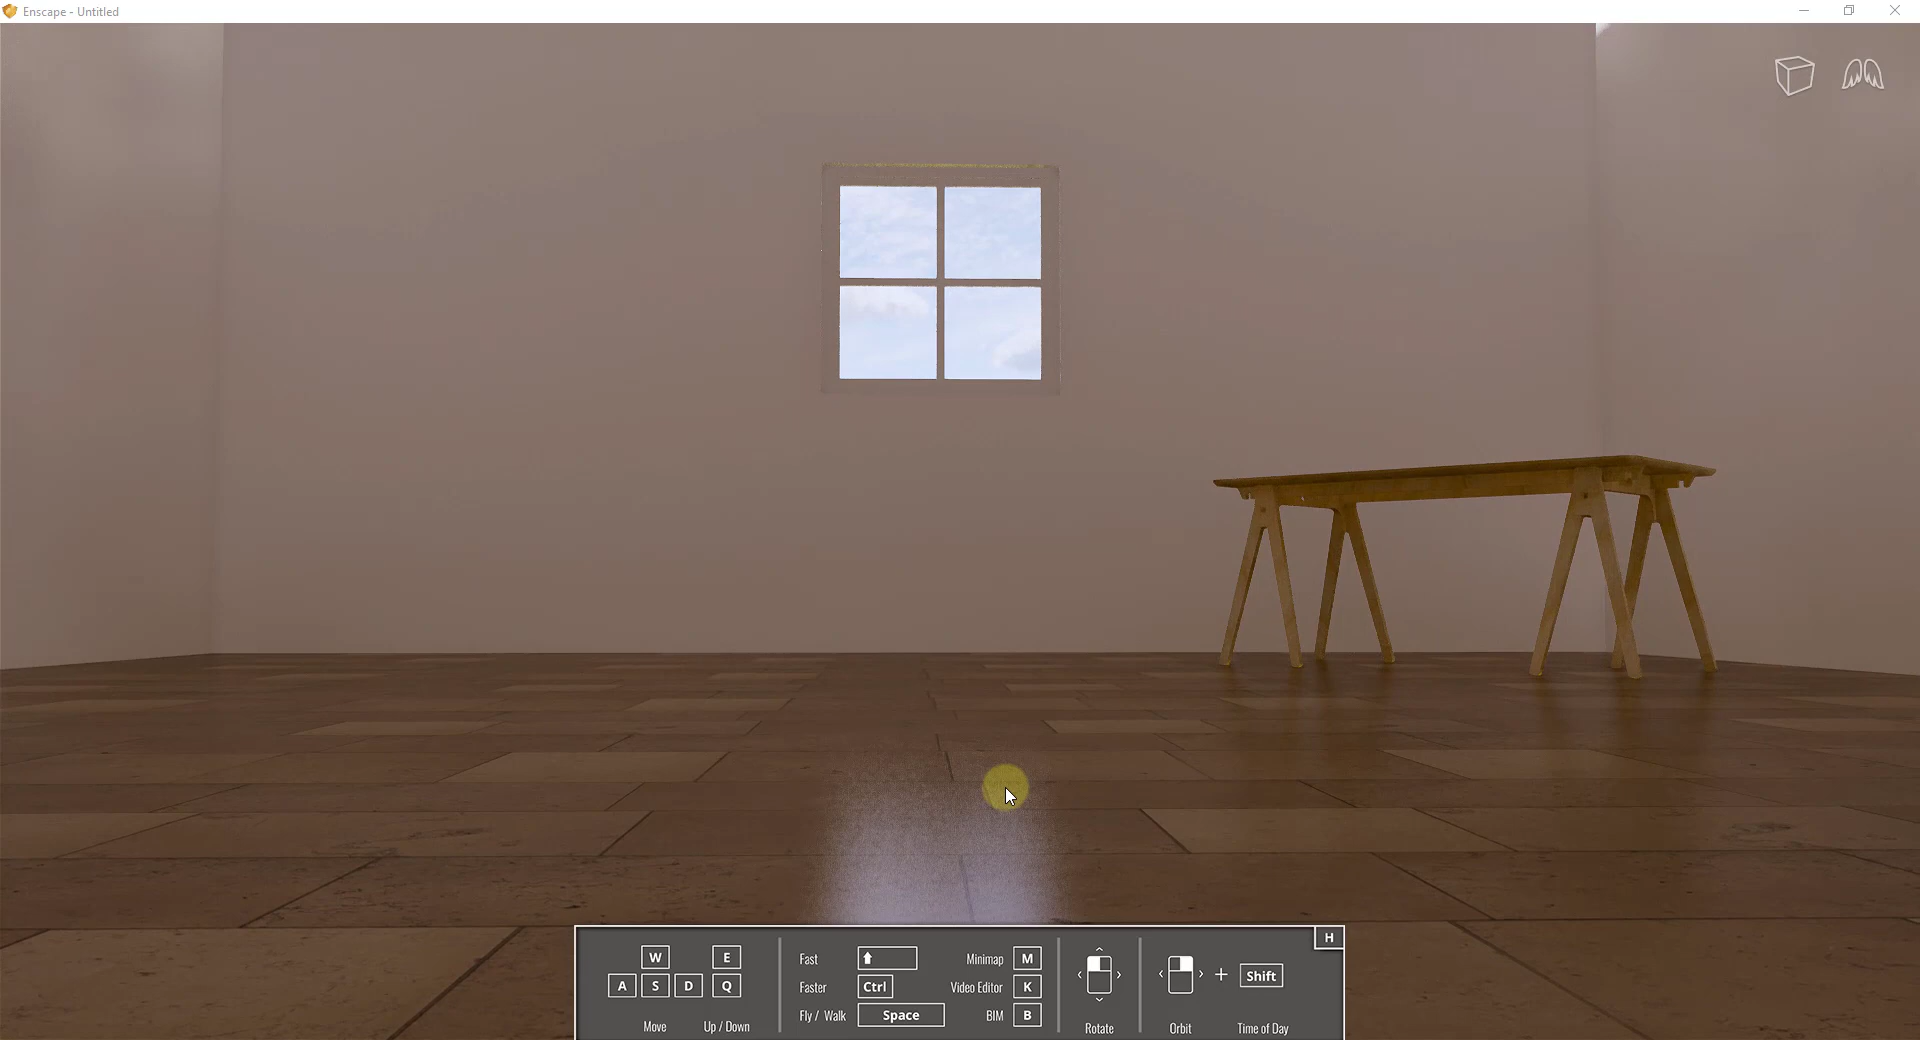 Enscape - Untitled
H
W E
A S D Q
Move Up / Down
Fast
Faster Ctrl
Fly / Walk Space
Minimap M
Video Editor K
BIM B
Rotate
+ Shift
Orbit Time of Day